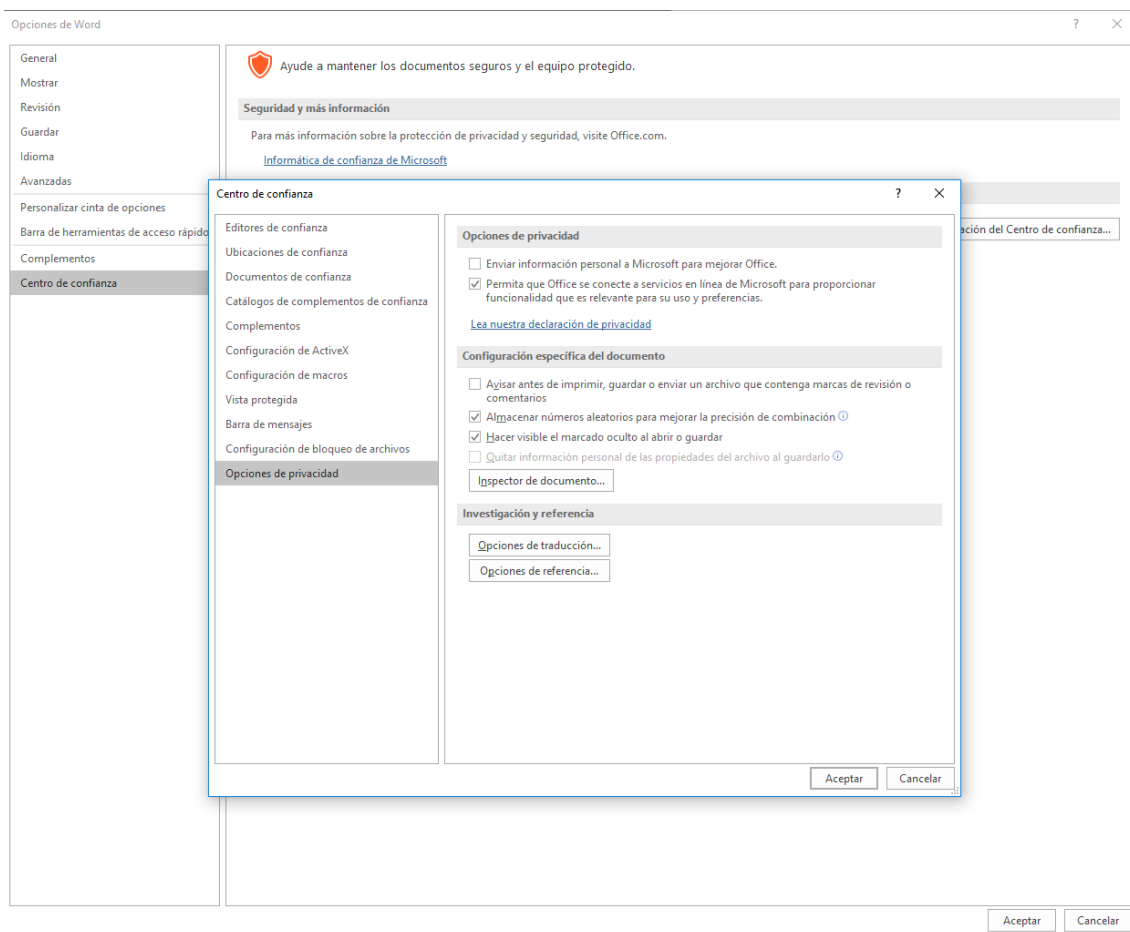 Opciones de Word
?
General
Mostrar
Revisión
Guardar
Idioma
Avanzadas
Personalizar cinta de opciones
Barra de herramientas de acceso rápido
Complementos
Centro de confianza
Ayude a mantener los documentos seguros y el equipo protegido.
Seguridad y más información
Para más información sobre la protección de privacidad y seguridad, visite Office.com.
Informática de confianza de Microsoft
ación del Centro de confianza...
Centro de confianza
?
Editores de confianza
Ubicaciones de confianza
Documentos de confianza
Catálogos de complementos de confianza
Complementos
Configuración de ActiveX
Configuración de macros
Vista protegida
Barra de mensajes
Configuración de bloqueo de archivos
Opciones de privacidad
Opciones de privacidad
Enviar información personal a Microsoft para mejorar Office.
Permita que Office se conecte a servicios en línea de Microsoft para proporcionar
funcionalidad que es relevante para su uso y preferencias.
Lea nuestra declaración de privacidad
Configuración específica del documento
Avisar antes de imprimir, guardar o enviar un archivo que contenga marcas de revisión o
comentarios
Almacenar números aleatorios para mejorar la precisión de combinación
Hacer visible el marcado oculto al abrir o guardar
Quitar información personal de las propiedades del archivo al guardarlo
Inspector de documento...
Investigación y referencia
Opciones de traducción...
Opciones de referencia...
Aceptar
Cancelar
Aceptar
Cancelar